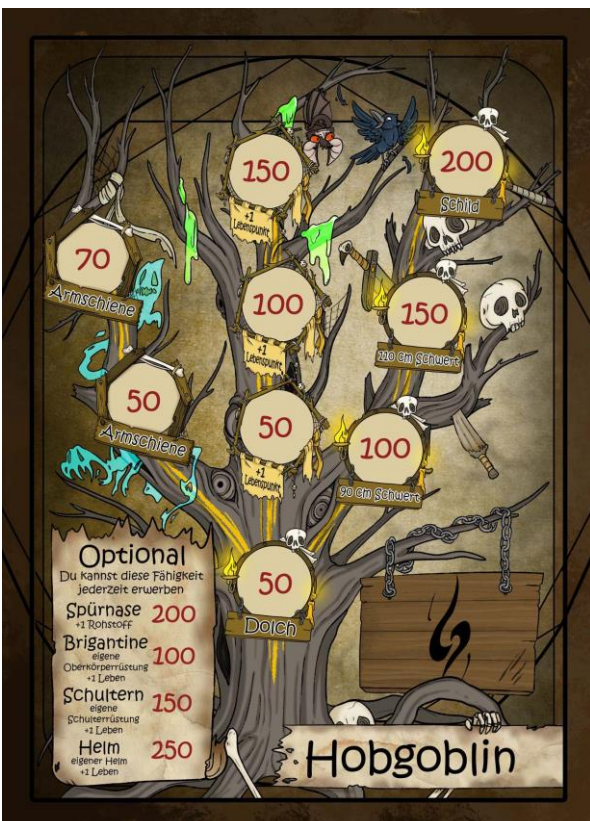 150
+1
Lebenspunkt
200
Schild
70
Armschiene
100
+1
Lebenspunkt
150
110 cm Schwert
50
Armschiene
50
+1
Lebenspunkt
100
90 cm Schwert
50
Dolch
Optional
Du kannst diese Fähigkeit
jederzeit erwerben
Spürnase 200
+1 Rohstoff
Brigantine
eigene
Oberkörperrüstung 100
+1 Leben
Schultern 150
eigene
Schulterrüstung
+1 Leben
Helm 250
eigener Helm
+1 Leben
Hobgoblin